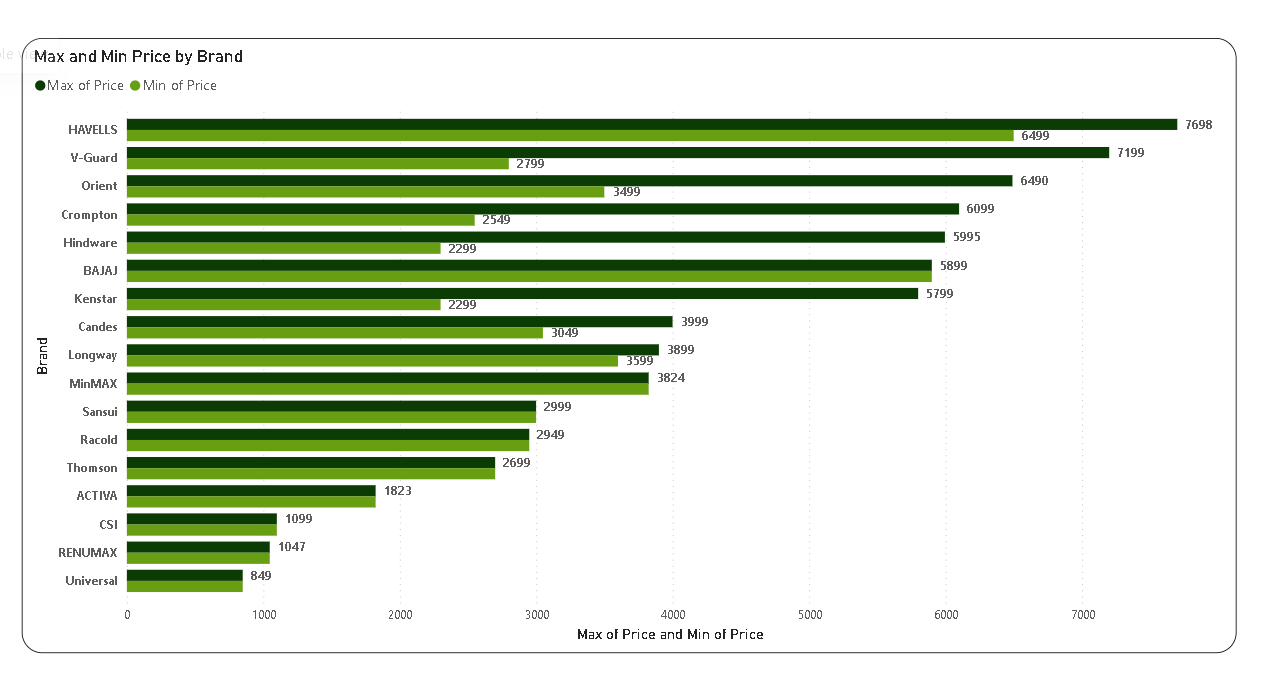 Max and Min Price by Brand
Max of Price Min of Price
HAVELLS 7698
6499
V-Guard 7199
2799
Orient 6490
3499
Crompton 6099
2549
Hindware 5995
2299
BAJAJ 5899
Kenstar 5799
2299
Candes 3999
3049
Longway 3899
3599
MinMAX 3824
Sansui 2999
Racold 2949
Thomson 2699
ACTIVA 1823
CSI 1099
RENUMAX 1047
Universal 849
Brand
0 1000 2000 3000 4000 5000 6000 7000
Max of Price and Min of Price